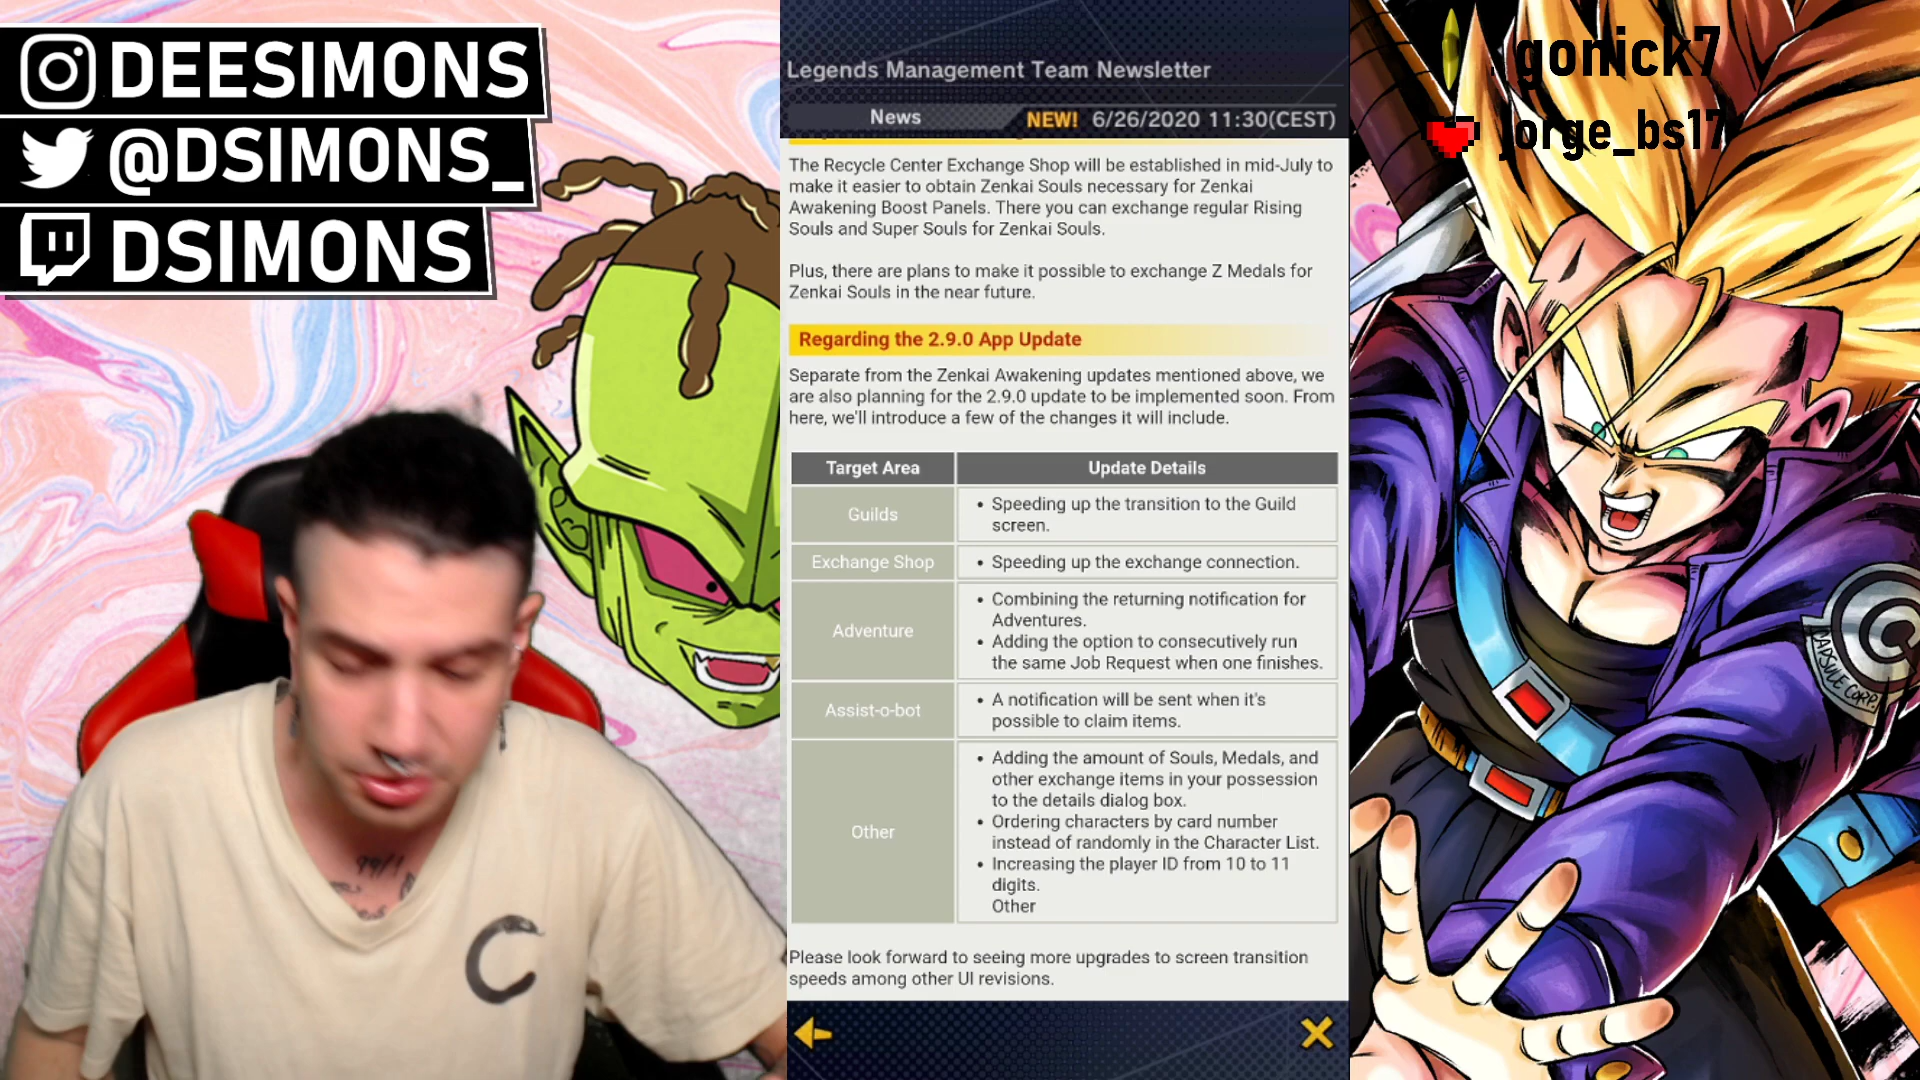 DEESIMONS
@DSIMONS_
DSIMONS
Legends Management Team Newsletter
News NEW! 6/26/2020 11:30(CEST)
The Recycle Center Exchange Shop will be established in mid-July to
make it easier to obtain Zenkai Souls necessary for Zenkai
Awakening Boost Panels. There you can exchange regular Rising
Souls and Super Souls for Zenkai Souls.
Plus, there are plans to make it possible to exchange Z Medals for
Zenkai Souls in the near future.
Regarding the 2.9.0 App Update
Separate from the Zenkai Awakening updates mentioned above, we
are also planning for the 2.9.0 update to be implemented soon. From
here, we'll introduce a few of the changes it will include.
Target Area Update Details
Guilds
• Speeding up the transition to the Guild
screen.
Exchange Shop
• Speeding up the exchange connection.
Adventure
• Combining the returning notification for
Adventures.
• Adding the option to consecutively run
the same Job Request when one finishes.
Assist-o-bot
• A notification will be sent when it's
possible to claim items.
Other
• Adding the amount of Souls, Medals, and
other exchange items in your possession
to the details dialog box.
• Ordering characters by card number
instead of randomly in the Character List.
• Increasing the player ID from 10 to 11
digits.
Other
Please look forward to seeing more upgrades to screen transition
speeds among other UI revisions.
jorge_bs17
CAPSULE CORP.